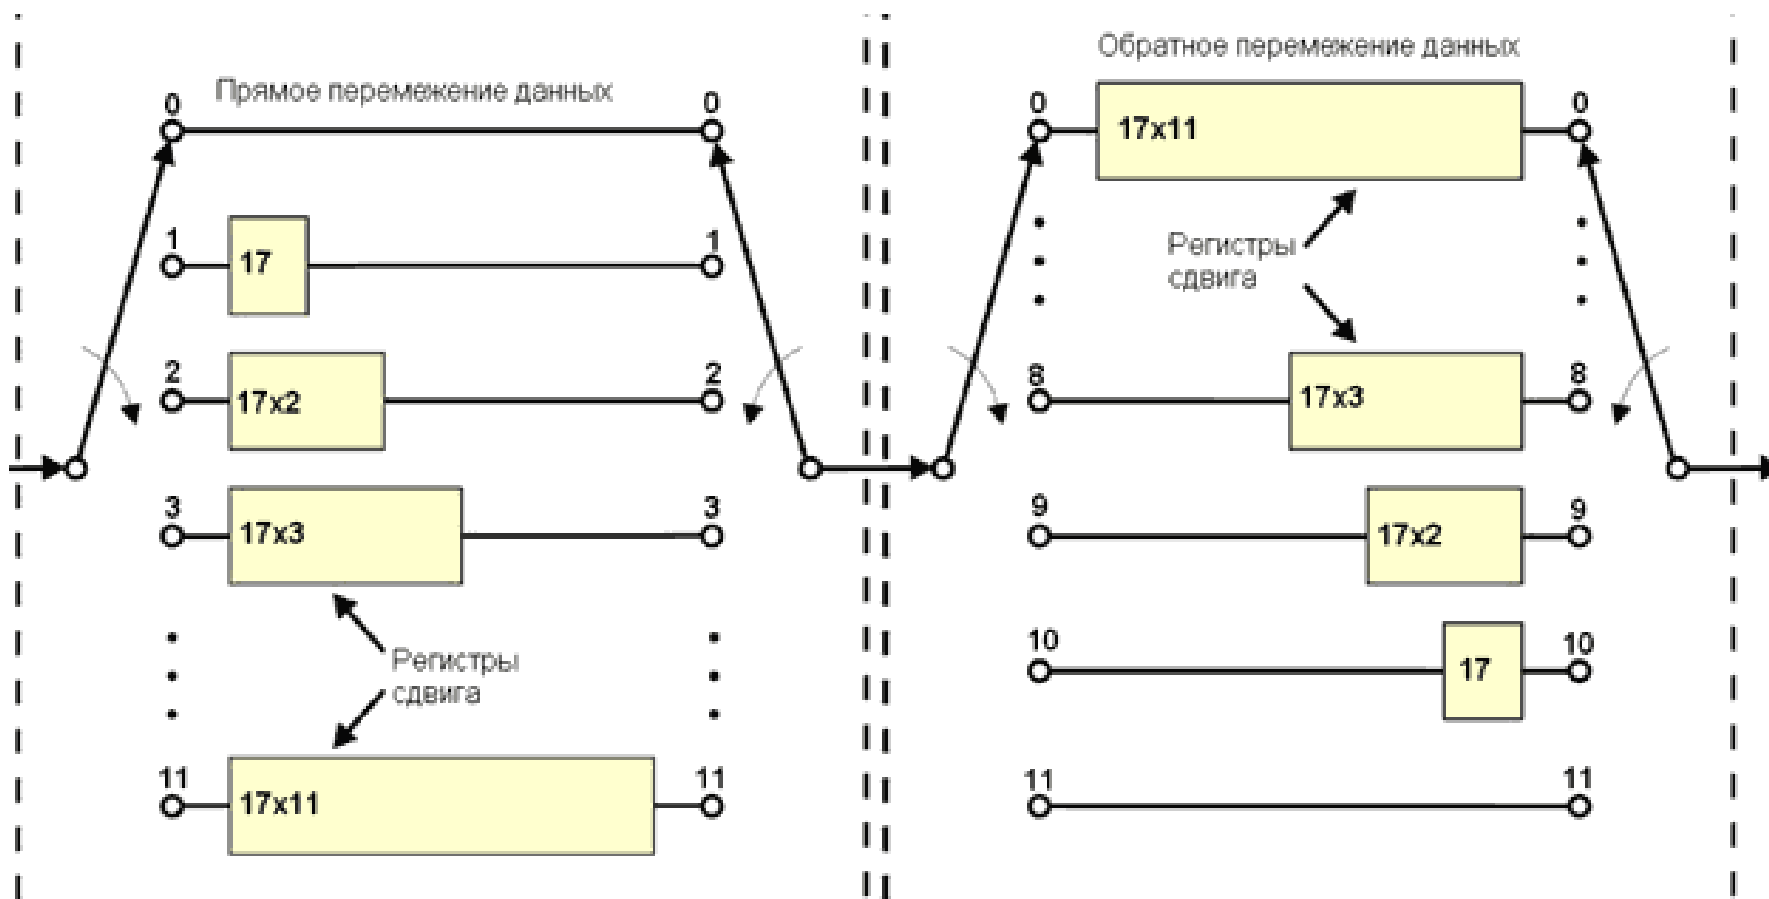 Прямое перемежение данных
0 0
1 1
17
2 2
17x2
3 3
17x3
Регистры
сдвига
11 11
17x11
Обратное перемежение данных
0 0
17x11
Регистры
сдвига
8 8
17x3
9 9
17x2
10 10
17
11 11